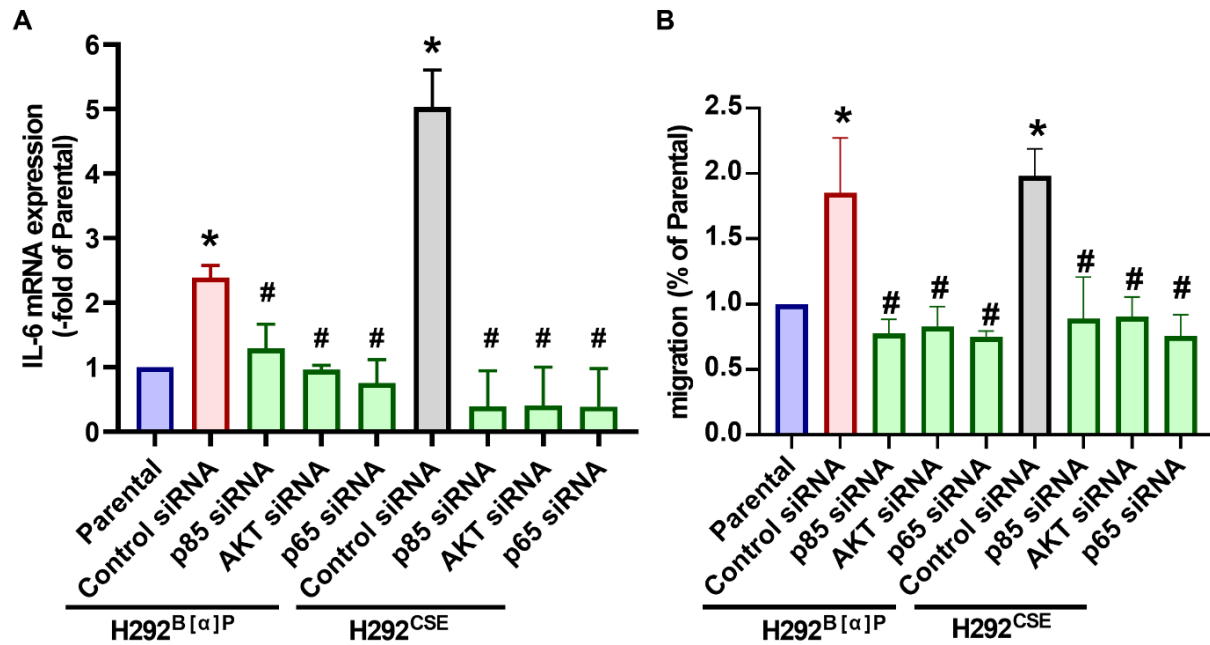 A
IL-6 mRNA expression
(-fold of Parental)
6
5
4
3
2
1
0
*
#
#
#
*
#
#
#
Parental
Control siRNA
p85 siRNA
AKT siRNA
p65 siRNA
Control siRNA
p85 siRNA
AKT siRNA
p65 siRNA
H292B[α]P
H292CSE
B
migration (% of Parental)
2.5
2.0
1.5
1.0
0.5
0.0
*
#
#
#
*
#
#
#
Parental
Control siRNA
p85 siRNA
AKT siRNA
p65 siRNA
Control siRNA
p85 siRNA
AKT siRNA
p65 siRNA
H292B[α]P
H292CSE